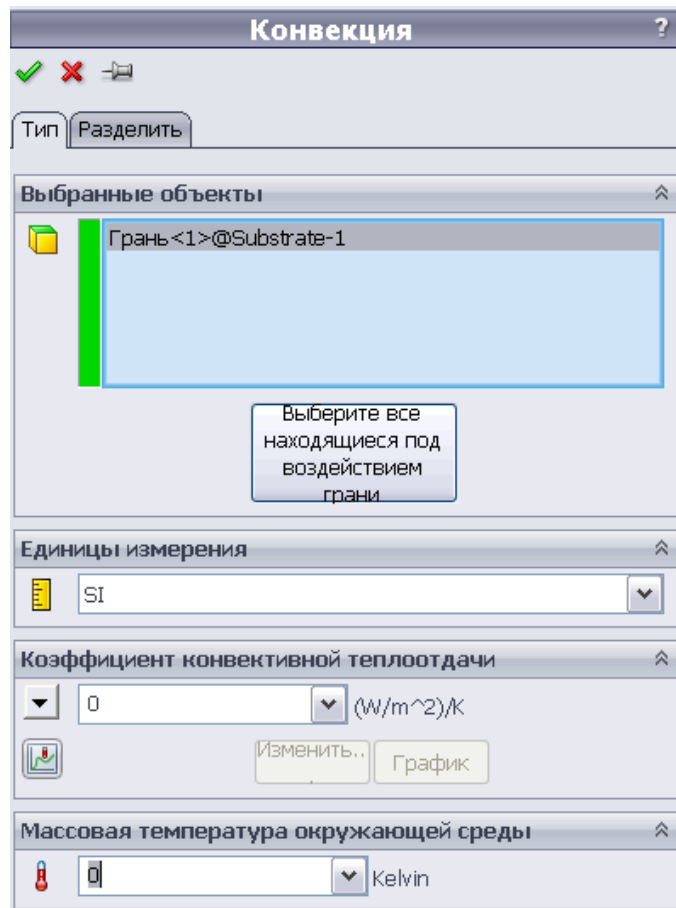 Конвекция ?
Тип Разделить
Выбранные объекты
Грань<1>@Substrate-1
Выберите все
находящиеся под
воздействием
грани
Единицы измерения
SI
Коэффициент конвективной теплоотдачи
0 (W/m^2)/K
Изменить... График
Массовая температура окружающей среды
0 Kelvin